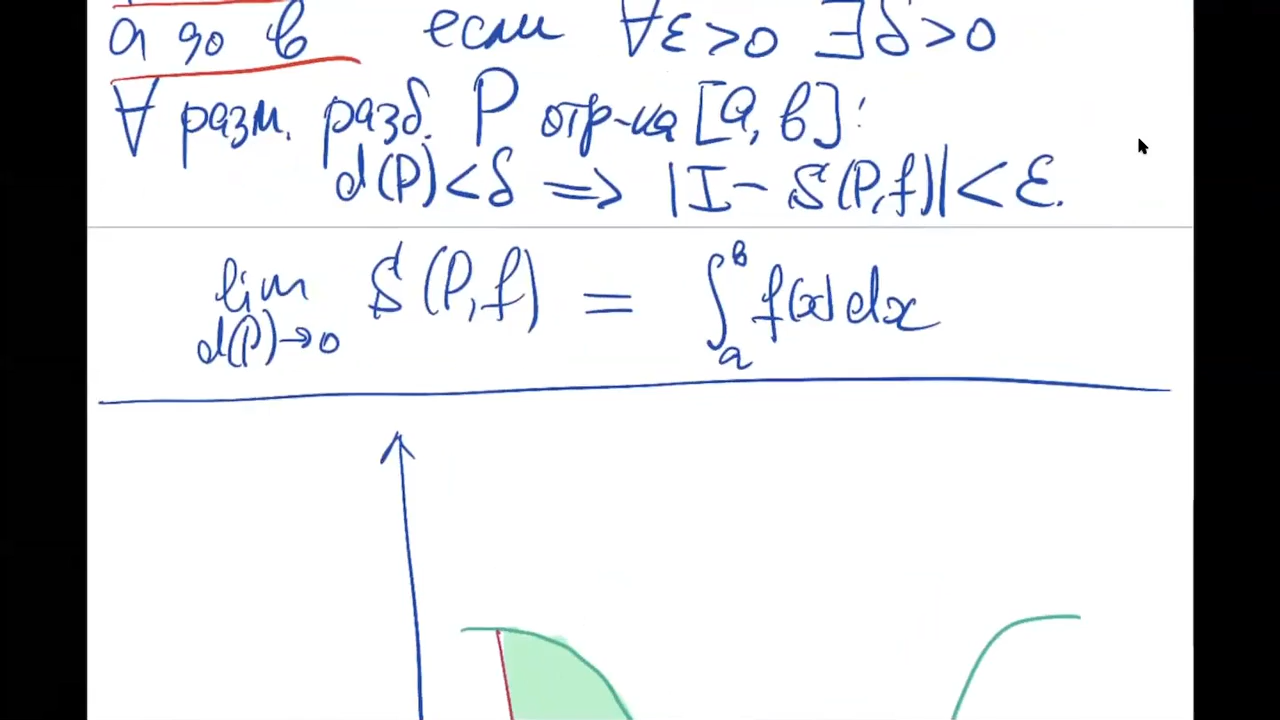 а до b если ∀ε>0 ∃δ>0
∀ разм. разб. P отр-ка [a, b]:
d(P)<δ => |I - S(P,f)| < ε.
lim S(P,f) = ∫ₐᵇ f(x)dx
d(P)→0